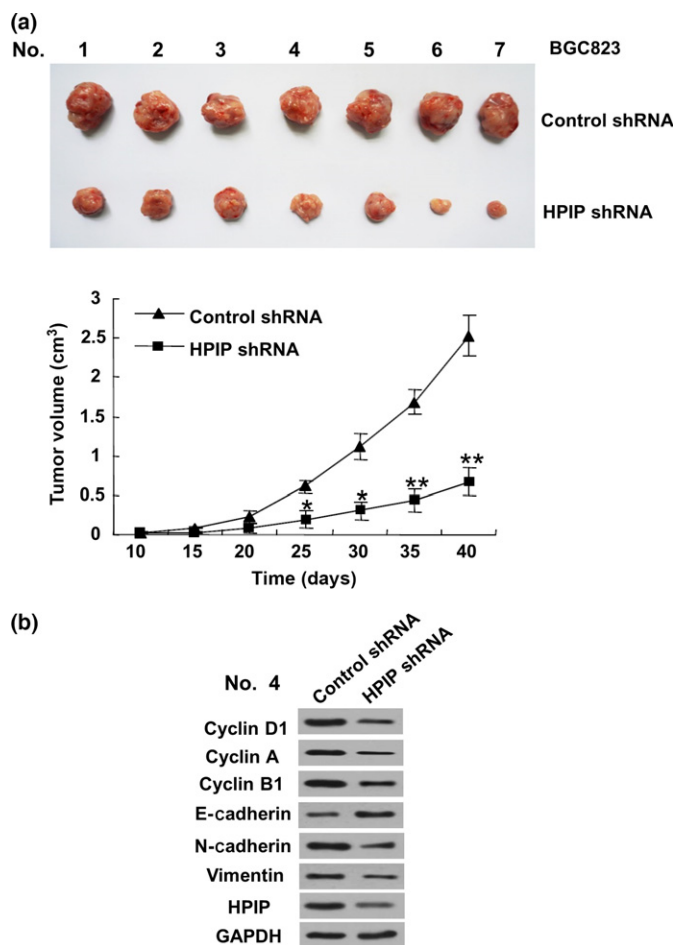 (a)
No. 1 2 3 4 5 6 7 BGC823
Control shRNA
HPIP shRNA
3
2.5
2
1.5
1
0.5
0
Tumor volume (cm³)
Control shRNA
HPIP shRNA
* * ** **
10 15 20 25 30 35 40
Time (days)
(b)
No. 4 Control shRNA HPIP shRNA
Cyclin D1
Cyclin A
Cyclin B1
E-cadherin
N-cadherin
Vimentin
HPIP
GAPDH